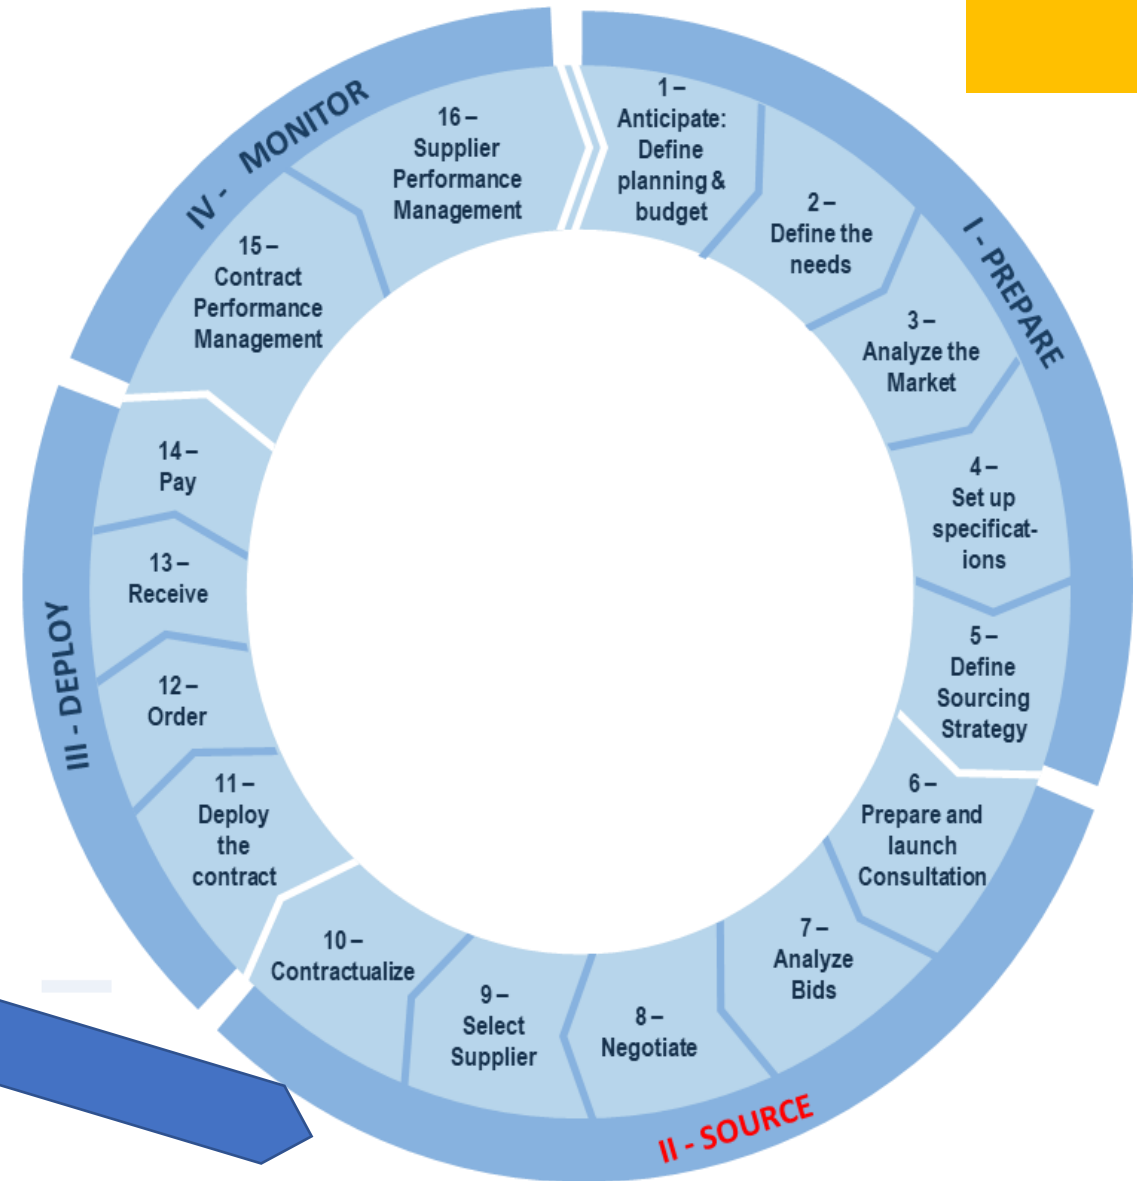 I - PREPARE
1 –
Anticipate:
Define
planning &
budget
2 –
Define the
needs
3 –
Analyze the
Market
4 –
Set up
specificat-
ions
5 –
Define
Sourcing
Strategy
II - SOURCE
6 –
Prepare and
launch
Consultation
7 –
Analyze
Bids
8 –
Negotiate
9 –
Select
Supplier
10 –
Contractualize
III - DEPLOY
11 –
Deploy
the
contract
12 –
Order
13 –
Receive
14 –
Pay
IV - MONITOR
15 –
Contract
Performance
Management
16 –
Supplier
Performance
Management